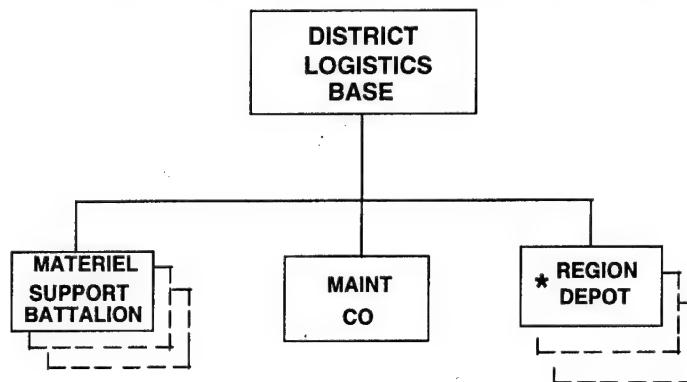 DISTRICT
LOGISTICS
BASE
MATERIEL
SUPPORT
BATTALION
MAINT
CO
* REGION
DEPOT